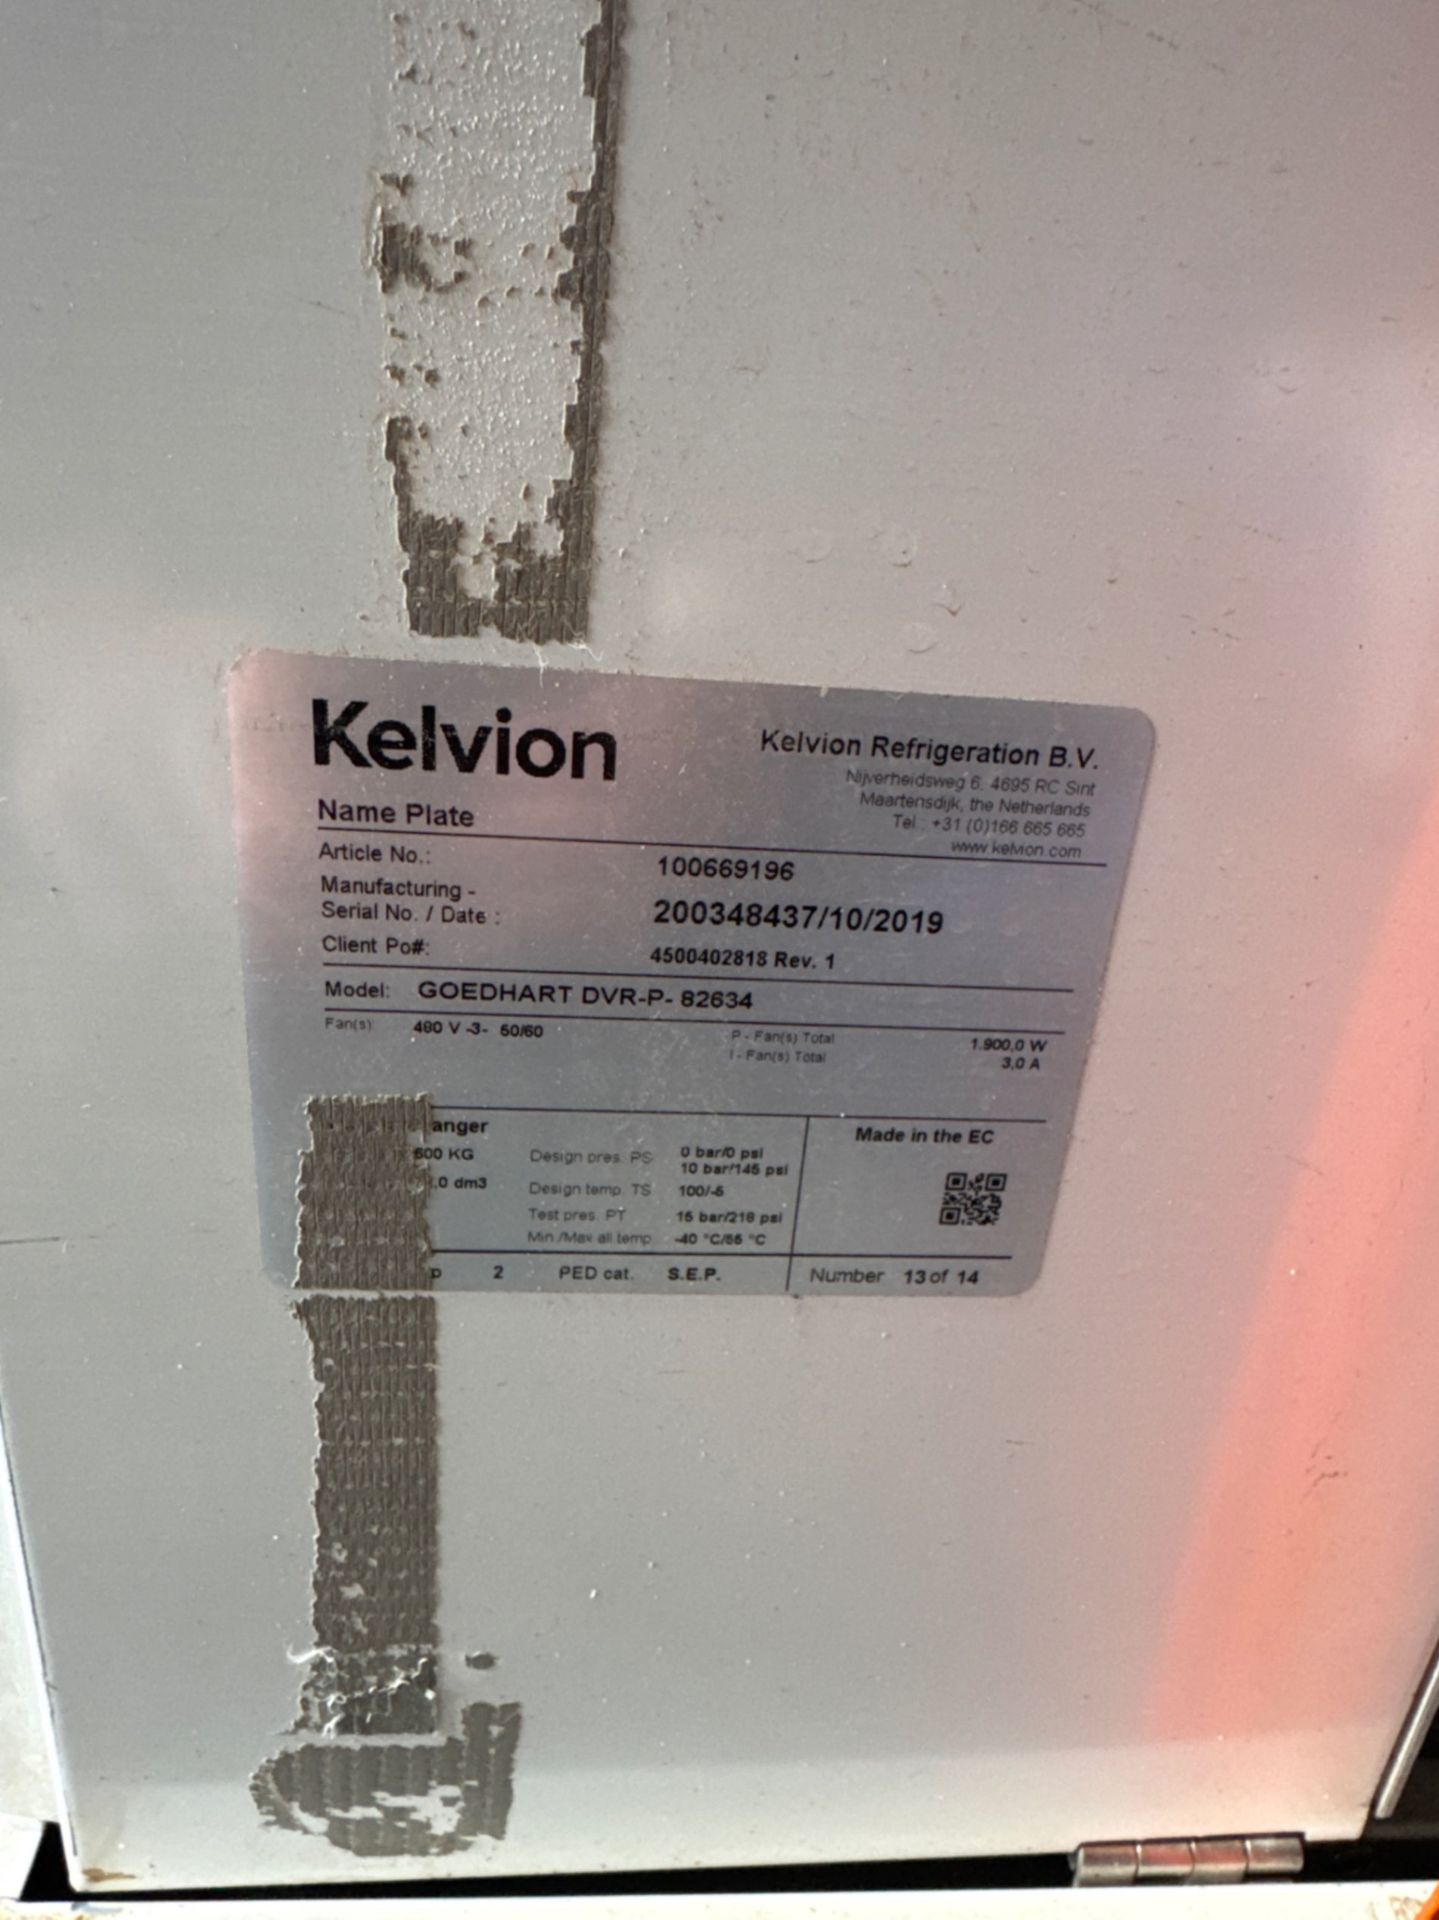 Kelvion
Kelvion Refrigeration B.V.
Nijverheidsweg 6, 4695 RC Sint
Maartensdijk, the Netherlands
Tel.: +31 (0)166 665 665
www.kelvion.com
Name Plate
Article No.: 100669196
Manufacturing -
Serial No. / Date : 200348437/10/2019
Client Po#: 4500402818 Rev. 1
Model: GOEDHART DVR-P- 82634
Fan(s): 480 V -3- 50/60 P - Fan(s) Total 1.900,0 W
I - Fan(s) Total 3,0 A
anger
600 KG Design pres. PS 0 bar/0 psi
10 bar/145 psi
.0 dm3 Design temp. TS 100/-5
Test pres. PT 15 bar/218 psi
Min./Max all temp. -40 °C/55 °C
Made in the EC
p 2 PED cat. S.E.P. Number 13 of 14